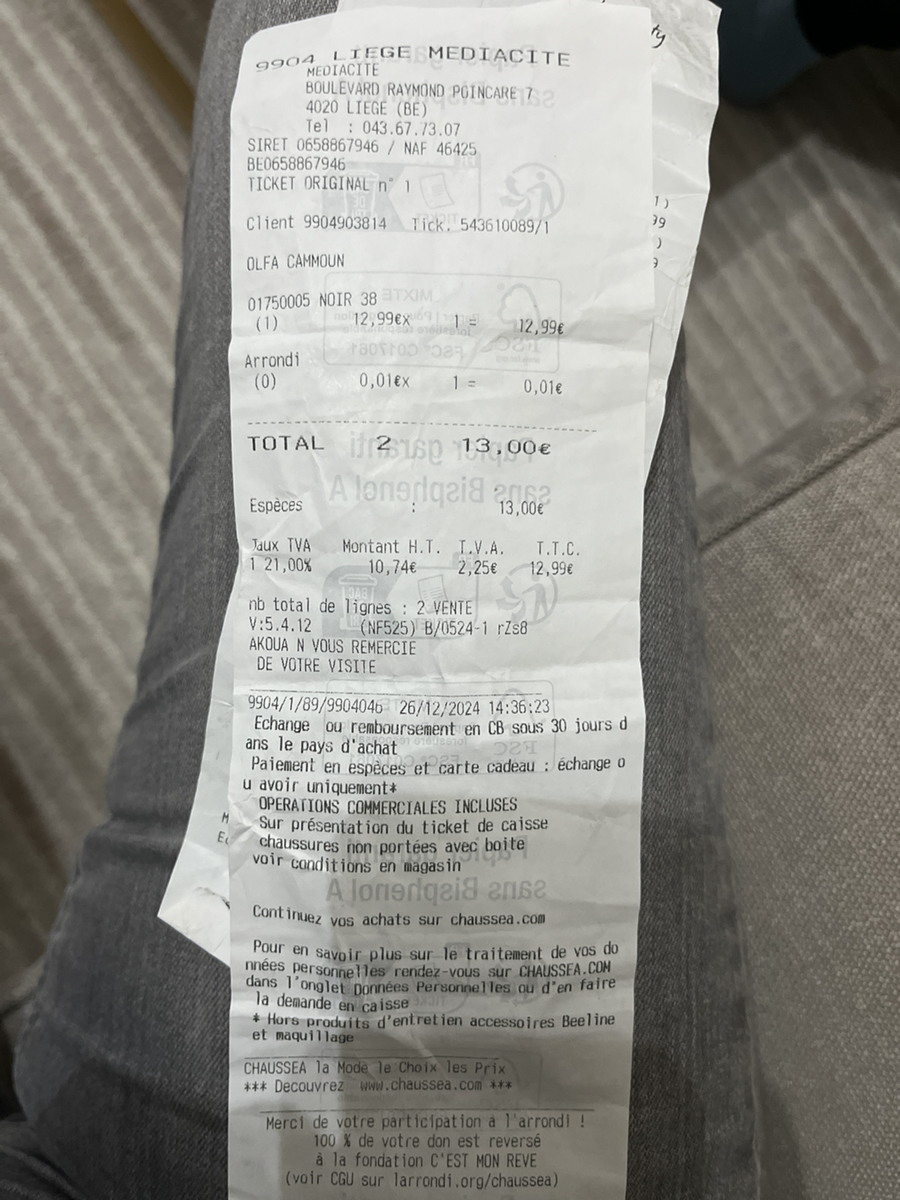 9904 LIEGE MEDIACITE
MEDIACITE
BOULEVARD RAYMOND POINCARE 7
4020 LIEGE (BE)
Tel : 043.67.73.07
SIRET 0658867946 / NAF 46425
BE0658867946
TICKET ORIGINAL n° 1
Client 9904903814 Tick. 543610089/1
OLFA CAMMOUN
01750005 NOIR 38
(1) 12,99€x 1 = 12,99€
Arrondi
(0) 0,01€x 1 = 0,01€
TOTAL 2 13,00€
Espèces : 13,00€
Taux TVA Montant H.T. T.V.A. T.T.C.
1 21,00% 10,74€ 2,25€ 12,99€
nb total de lignes : 2 VENTE
V:5.4.12 (NF525) B/0524-1 rZs8
AKOUA N VOUS REMERCIE
DE VOTRE VISITE
9904/1/89/9904046 26/12/2024 14:36:23
Echange ou remboursement en CB sous 30 jours d
ans le pays d'achat
Paiement en espèces et carte cadeau : échange o
u avoir uniquement*
OPERATIONS COMMERCIALES INCLUSES
Sur présentation du ticket de caisse
chaussures non portées avec boite
voir conditions en magasin
Continuez vos achats sur chaussea.com
Pour en savoir plus sur le traitement de vos do
nnées personnelles rendez-vous sur CHAUSSEA.COM
dans l'onglet Données Personnelles ou d'en faire
la demande en caisse
* Hors produits d'entretien accessoires Beeline
et maquillage
CHAUSSEA la Mode le Choix les Prix
*** Decouvrez www.chaussea.com ***
Merci de votre participation à l'arrondi !
100 % de votre don est reversé
à la fondation C'EST MON REVE
(voir CGU sur larrondi.org/chaussea)